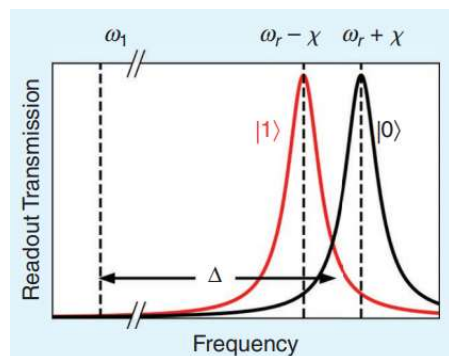 ω₁ ωᵣ − χ ωᵣ + χ
|1⟩ |0⟩
Δ
Readout Transmission
Frequency